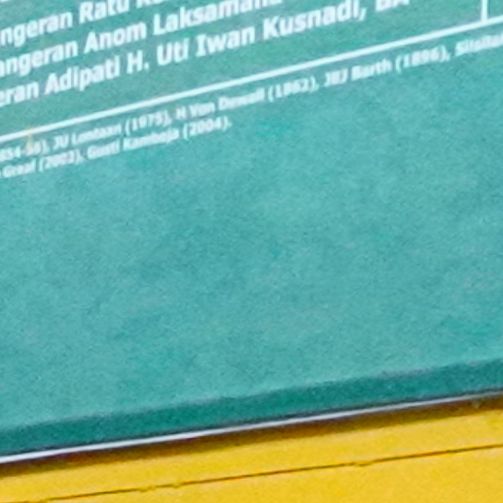 ngeran Ratu
angeran Anom Laksamana
eran Adipati H. Uti Iwan Kusnadi, BA
), JU Lontaan (1975), H Von Dewall (1862), JBJ Barth (1896),
Graaf (2002), Gusti Kamboja (2004).